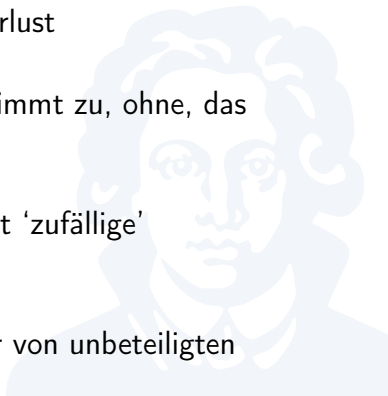 rlust
immt zu, ohne, das
t ‘zufällige’
von unbeteiligten